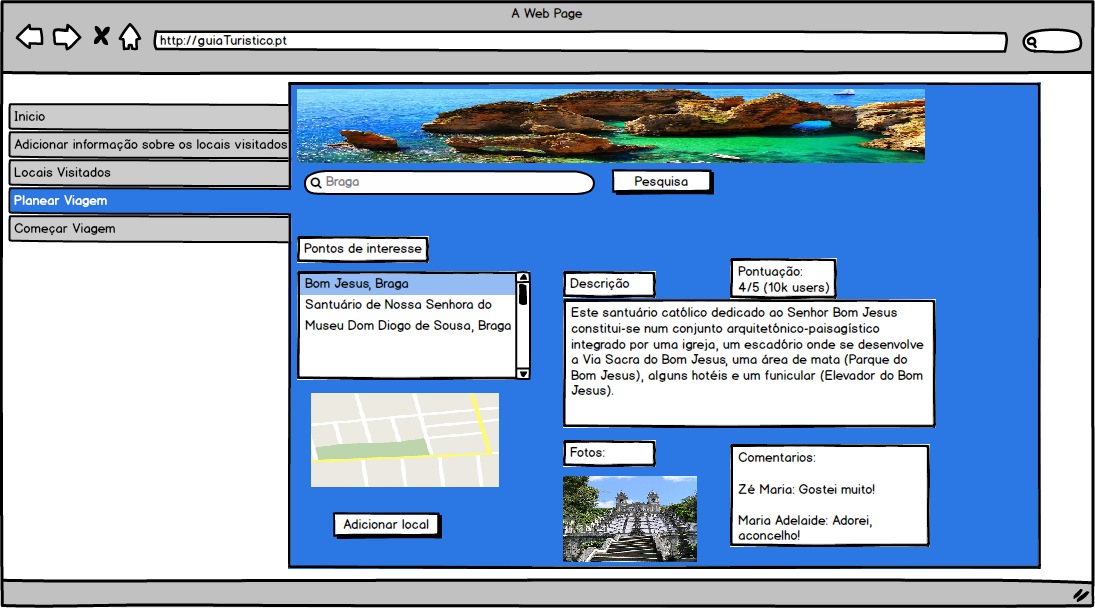 A Web Page
http://guiaTuristico.pt
Inicio
Adicionar informação sobre os locais visitados
Locais Visitados
Planear Viagem
Começar Viagem
Braga
Pesquisa
Pontos de interesse
Bom Jesus, Braga
Santuário de Nossa Senhora do
Museu Dom Diogo de Sousa, Braga
Adicionar local
Descrição
Pontuação:
4/5 (10k users)
Este santuário católico dedicado ao Senhor Bom Jesus
constitui-se num conjunto arquitetônico-paisagístico
integrado por uma igreja, um escadório onde se desenvolve
a Via Sacra do Bom Jesus, uma área de mata (Parque do
Bom Jesus), alguns hotéis e um funicular (Elevador do Bom
Jesus).
Fotos:
Comentarios:
Zé Maria: Gostei muito!
Maria Adelaide: Adorei,
aconcelho!